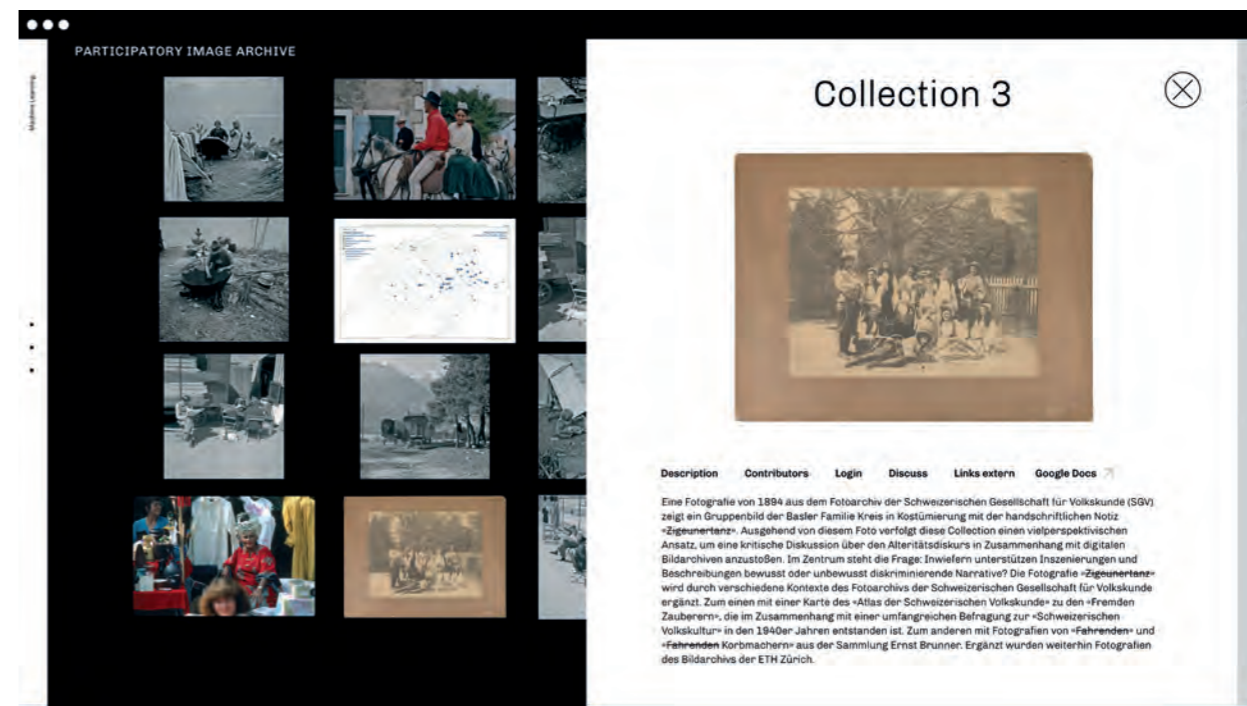 PARTICIPATORY IMAGE ARCHIVE
Machine Learning
Collection 3
Description Contributors Login Discuss Links extern Google Docs
Eine Fotografie von 1894 aus dem Fotoarchiv der Schweizerischen Gesellschaft für Volkskunde (SGV)
zeigt ein Gruppenbild der Basler Familie Kreis in Kostümierung mit der handschriftlichen Notiz
«Zigeunertanz». Ausgehend von diesem Foto verfolgt diese Collection einen vielperspektivischen
Ansatz, um eine kritische Diskussion über den Alteritätsdiskurs in Zusammenhang mit digitalen
Bildarchiven anzustoßen. Im Zentrum steht die Frage: Inwiefern unterstützen Inszenierungen und
Beschreibungen bewusst oder unbewusst diskriminierende Narrative? Die Fotografie «Zigeunertanz»
wird durch verschiedene Kontexte des Fotoarchivs der Schweizerischen Gesellschaft für Volkskunde
ergänzt. Zum einen mit einer Karte des «Atlas der Schweizerischen Volkskunde» zu den «Fremden
Zauberern», die im Zusammenhang mit einer umfangreichen Befragung zur «Schweizerischen
Volkskultur» in den 1940er Jahren entstanden ist. Zum anderen mit Fotografien von «Fahrenden» und
«Fahrenden Korbmachern» aus der Sammlung Ernst Brunner. Ergänzt wurden weiterhin Fotografien
des Bildarchivs der ETH Zürich.